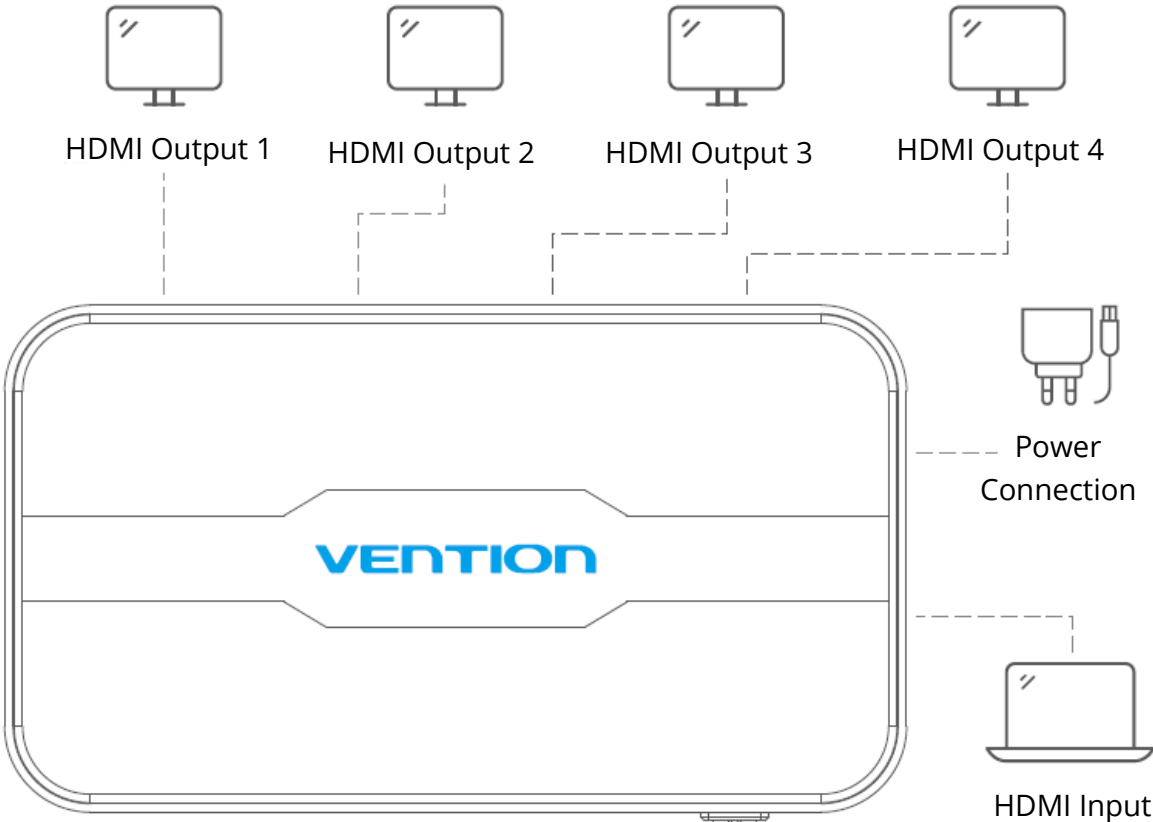 HDMI Output 1
HDMI Output 2
HDMI Output 3
HDMI Output 4
Power
Connection
VENTION
HDMI Input